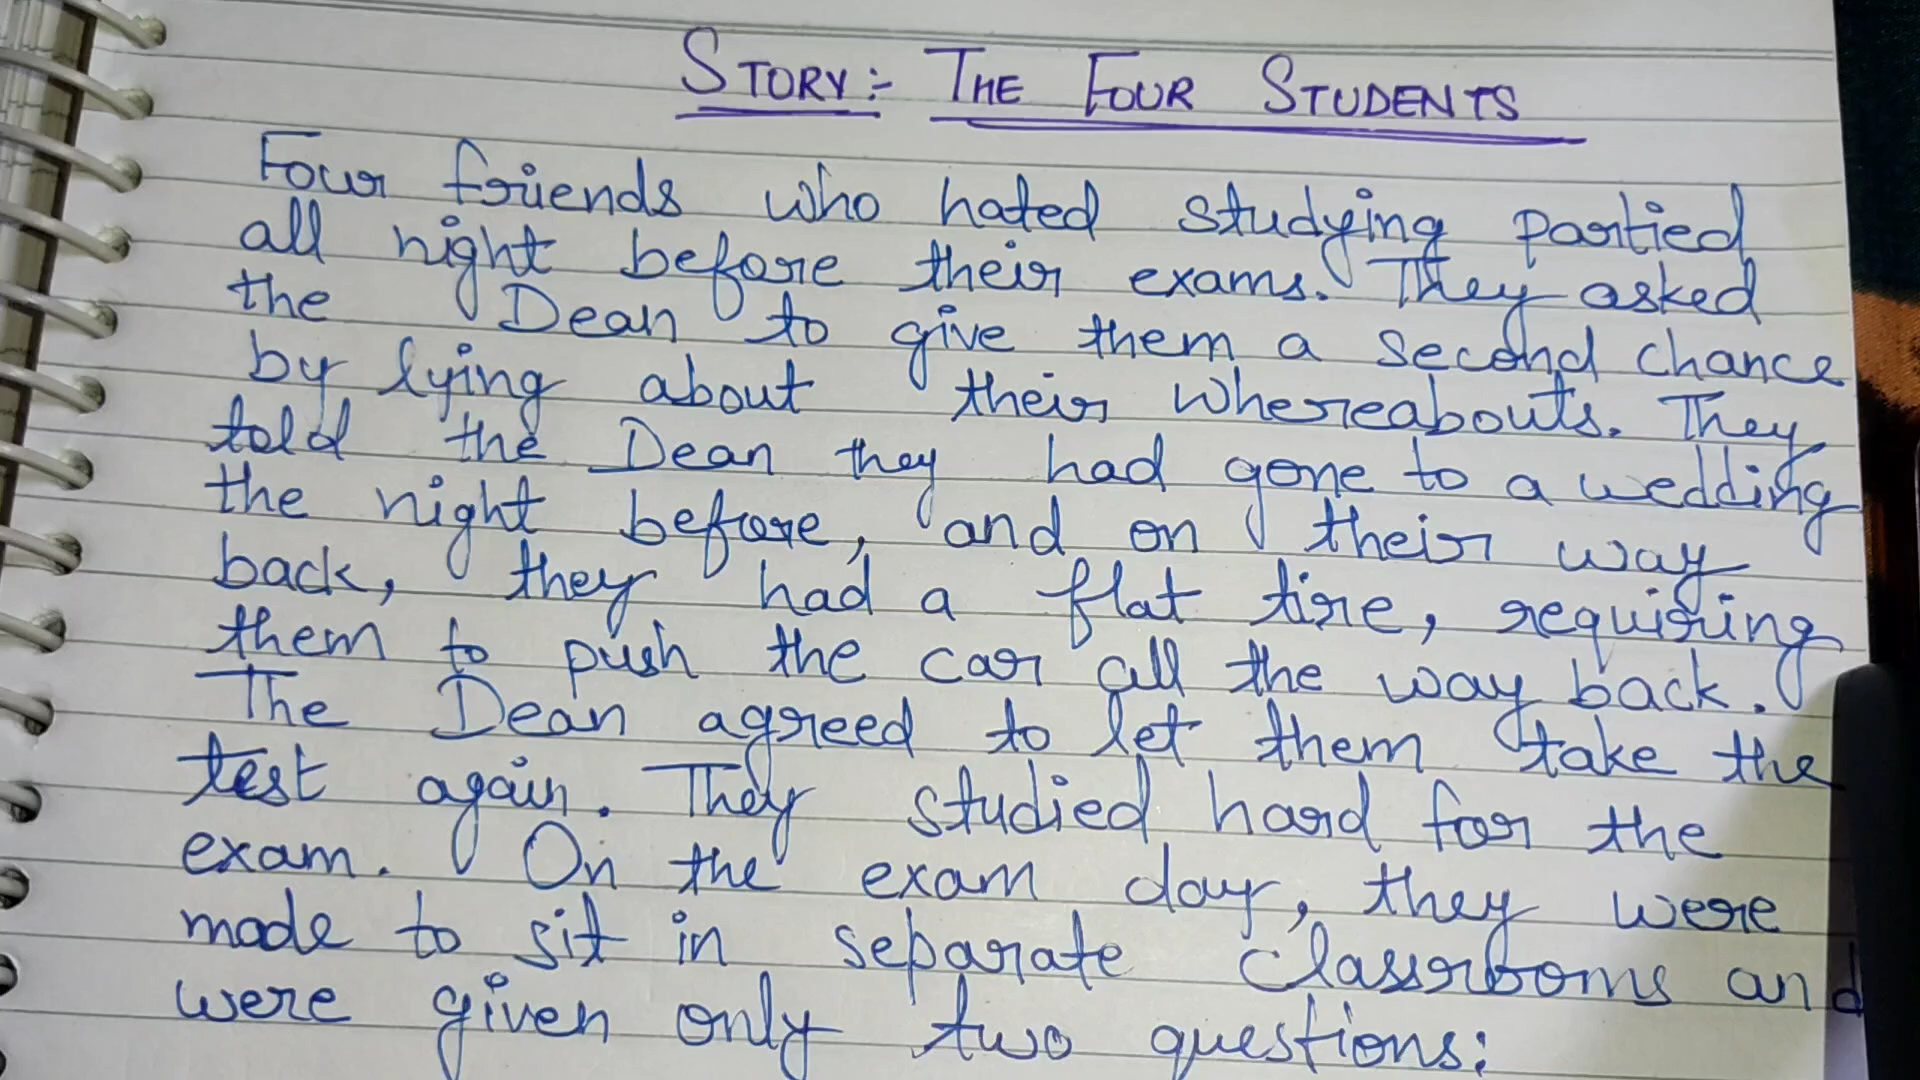 STORY:- THE FOUR STUDENTS
Four friends who hated studying partied
all night before their exams. They asked
the Dean to give them a second chance
by lying about their whereabouts. They
told the Dean they had gone to a wedding
the night before, and on their way
back, they had a flat tire, requiring
them to push the car all the way back.
The Dean agreed to let them take the
test again. They studied hard for the
exam. On the exam day, they were
made to sit in separate classrooms and
were given only two questions: